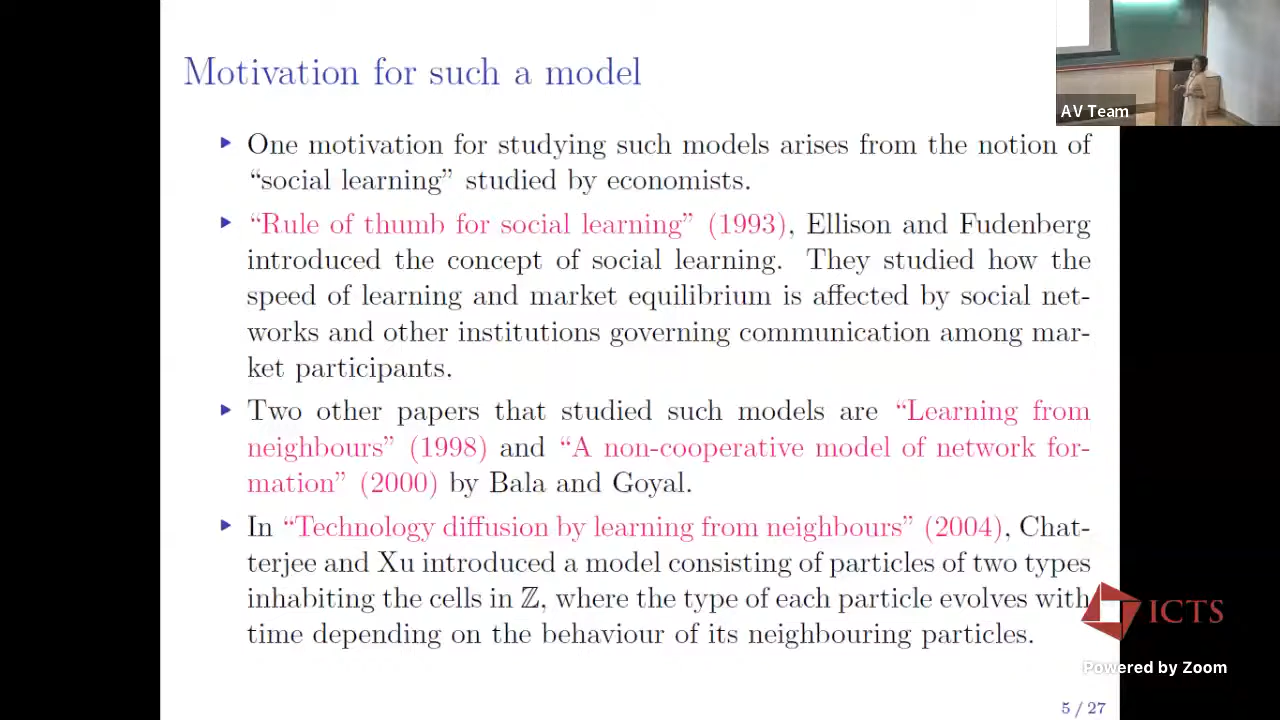 Motivation for such a model
AV Team
▶ One motivation for studying such models arises from the notion of
“social learning” studied by economists.
▶ “Rule of thumb for social learning” (1993), Ellison and Fudenberg
introduced the concept of social learning. They studied how the
speed of learning and market equilibrium is affected by social net-
works and other institutions governing communication among mar-
ket participants.
▶ Two other papers that studied such models are “Learning from
neighbours” (1998) and “A non-cooperative model of network for-
mation” (2000) by Bala and Goyal.
▶ In “Technology diffusion by learning from neighbours” (2004), Chat-
terjee and Xu introduced a model consisting of particles of two types
inhabiting the cells in ℤ, where the type of each particle evolves with
time depending on the behaviour of its neighbouring particles.
ICTS
Powered by Zoom
5 / 27